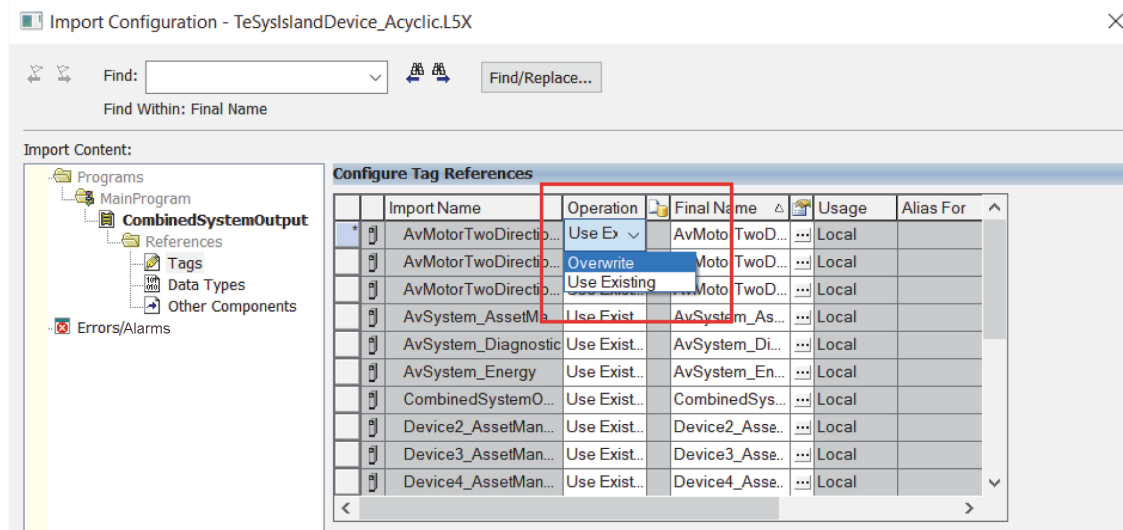 Import Configuration - TeSysIslandDevice_Acyclic.L5X
Find:
Find/Replace...
Find Within: Final Name
Import Content:
Programs
MainProgram
CombinedSystemOutput
References
Tags
Data Types
Other Components
Errors/Alarms
Configure Tag References
Import Name Operation Final Name Usage Alias For
* AvMotorTwoDirectio... Use Ex AvMotorTwoD... ... Local
AvMotorTwoDirectio... Overwrite MotorTwoD... ... Local
AvMotorTwoDirectio... Use Existing AvMotorTwoD... ... Local
AvSystem_AssetMa... Use Exist... AvSystem_As... ... Local
AvSystem_Diagnostic Use Exist... AvSystem_Di... ... Local
AvSystem_Energy Use Exist... AvSystem_En... ... Local
CombinedSystemO... Use Exist... CombinedSys... ... Local
Device2_AssetMan... Use Exist... Device2_Asse.. ... Local
Device3_AssetMan... Use Exist... Device3_Asse.. ... Local
Device4_AssetMan... Use Exist... Device4_Asse.. ... Local